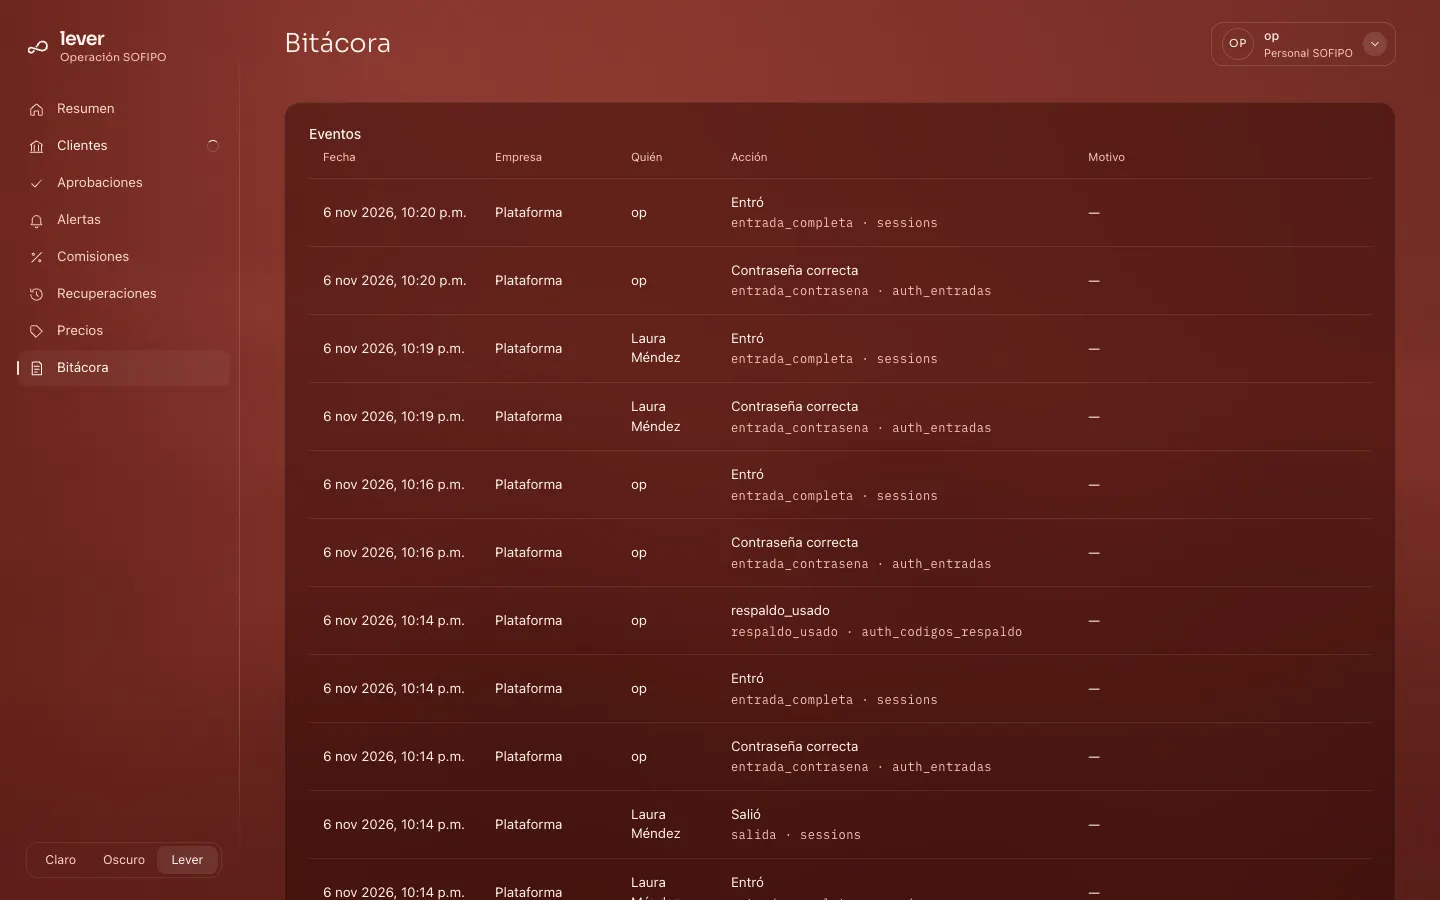 lever
Operación SOFIPO
Resumen
Clientes
Aprobaciones
Alertas
Comisiones
Recuperaciones
Precios
Bitácora
Claro Oscuro Lever
Bitácora
OP
op
Personal SOFIPO
Eventos
Fecha Empresa Quién Acción Motivo
6 nov 2026, 10:20 p.m. Plataforma op Entró —
entrada_completa · sessions
6 nov 2026, 10:20 p.m. Plataforma op Contraseña correcta —
entrada_contrasena · auth_entradas
6 nov 2026, 10:19 p.m. Plataforma Laura Méndez Entró —
entrada_completa · sessions
6 nov 2026, 10:19 p.m. Plataforma Laura Méndez Contraseña correcta —
entrada_contrasena · auth_entradas
6 nov 2026, 10:16 p.m. Plataforma op Entró —
entrada_completa · sessions
6 nov 2026, 10:16 p.m. Plataforma op Contraseña correcta —
entrada_contrasena · auth_entradas
6 nov 2026, 10:14 p.m. Plataforma op respaldo_usado —
respaldo_usado · auth_codigos_respaldo
6 nov 2026, 10:14 p.m. Plataforma op Entró —
entrada_completa · sessions
6 nov 2026, 10:14 p.m. Plataforma op Contraseña correcta —
entrada_contrasena · auth_entradas
6 nov 2026, 10:14 p.m. Plataforma Laura Méndez Salió —
salida · sessions
6 nov 2026, 10:14 p.m. Plataforma Laura Entró —